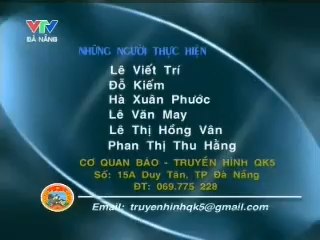 VTV
ĐÀ NẴNG
NHỮNG NGƯỜI THỰC HIỆN
Lê Viết Trí
Đỗ Kiếm
Hà Xuân Phước
Lê Văn May
Lê Thị Hồng Vân
Phan Thị Thu Hằng
CƠ QUAN BÁO - TRUYỀN HÌNH QK5
Số: 15A Duy Tân, TP Đà Nẵng
ĐT: 069.775 228
Email: truyenhinhqk5@gmail.com